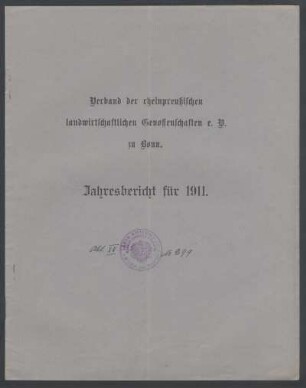 Verband der rheinpreußischen
landwirtschaftlichen Genossenschaften e. V.
zu Bonn.
Jahresbericht für 1911.